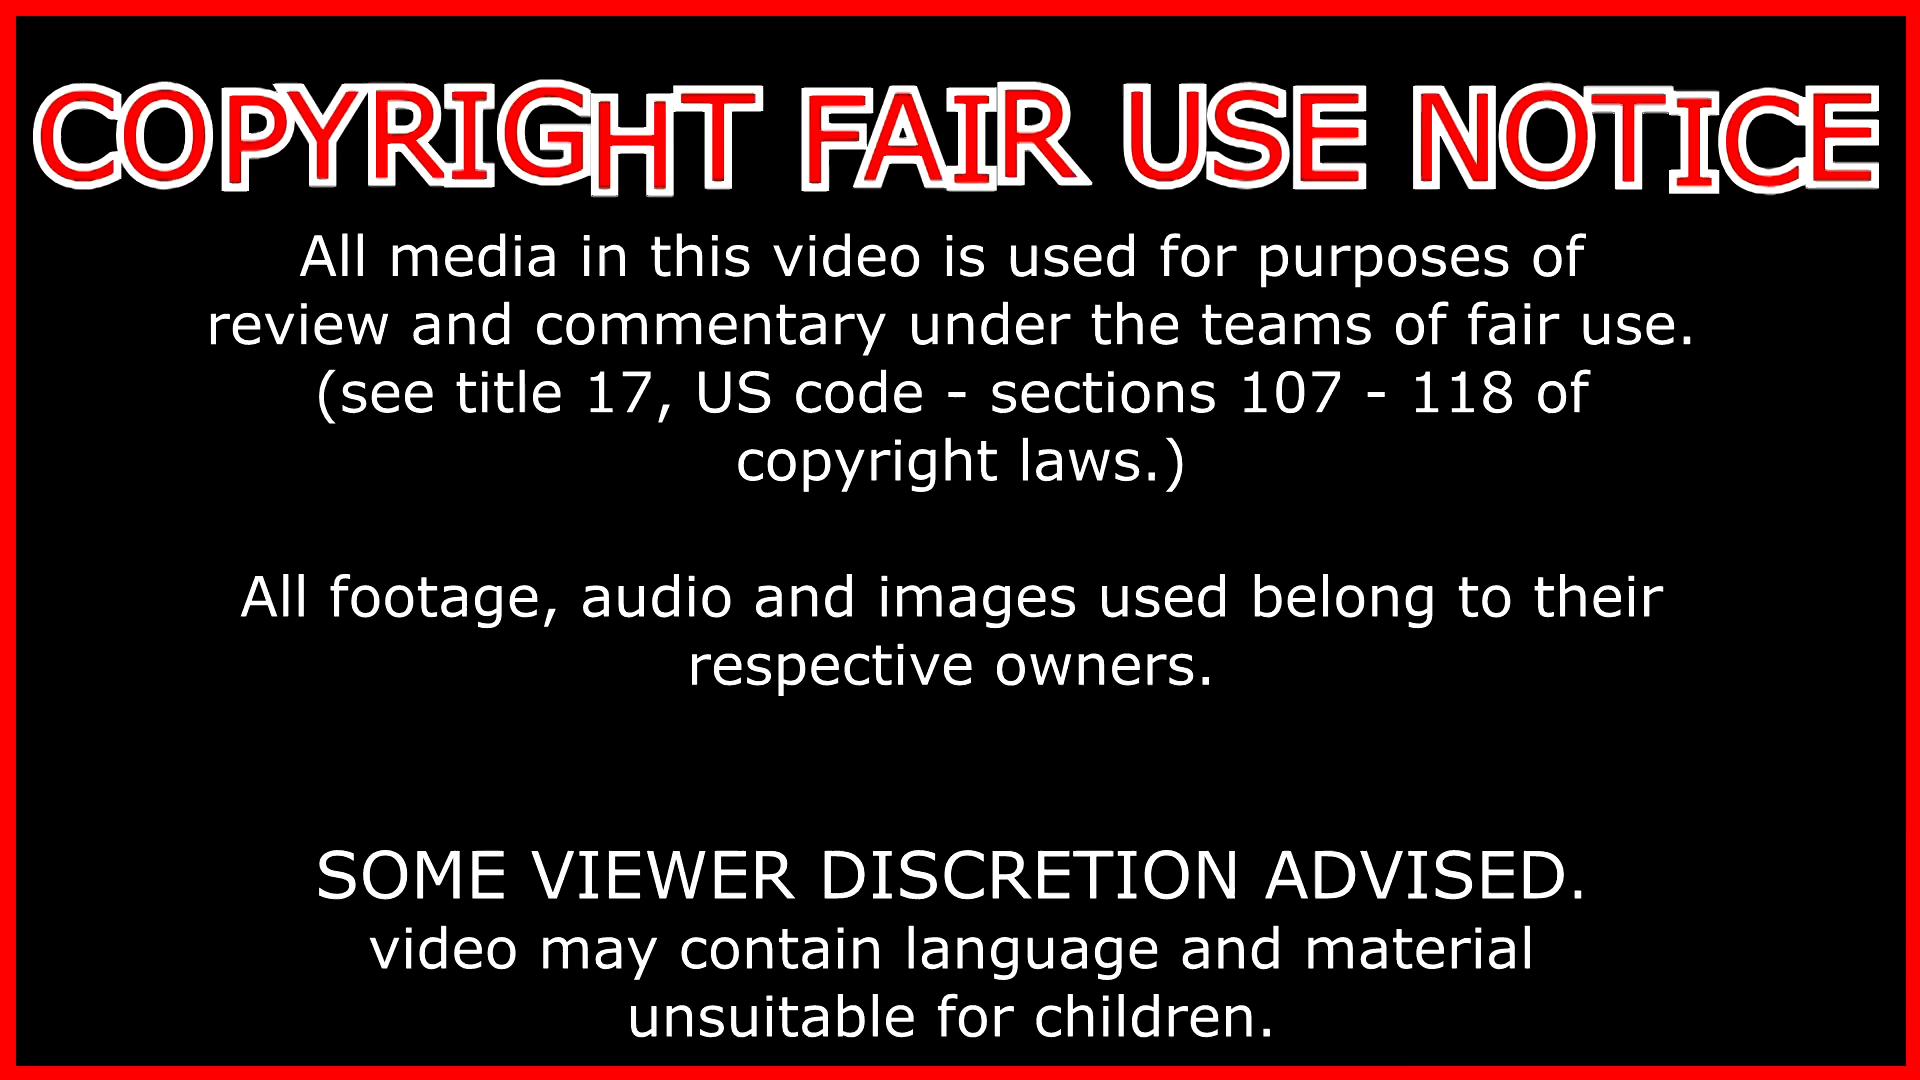 COPYRIGHT FAIR USE NOTICE
All media in this video is used for purposes of
review and commentary under the teams of fair use.
(see title 17, US code - sections 107 - 118 of
copyright laws.)
All footage, audio and images used belong to their
respective owners.
SOME VIEWER DISCRETION ADVISED.
video may contain language and material
unsuitable for children.